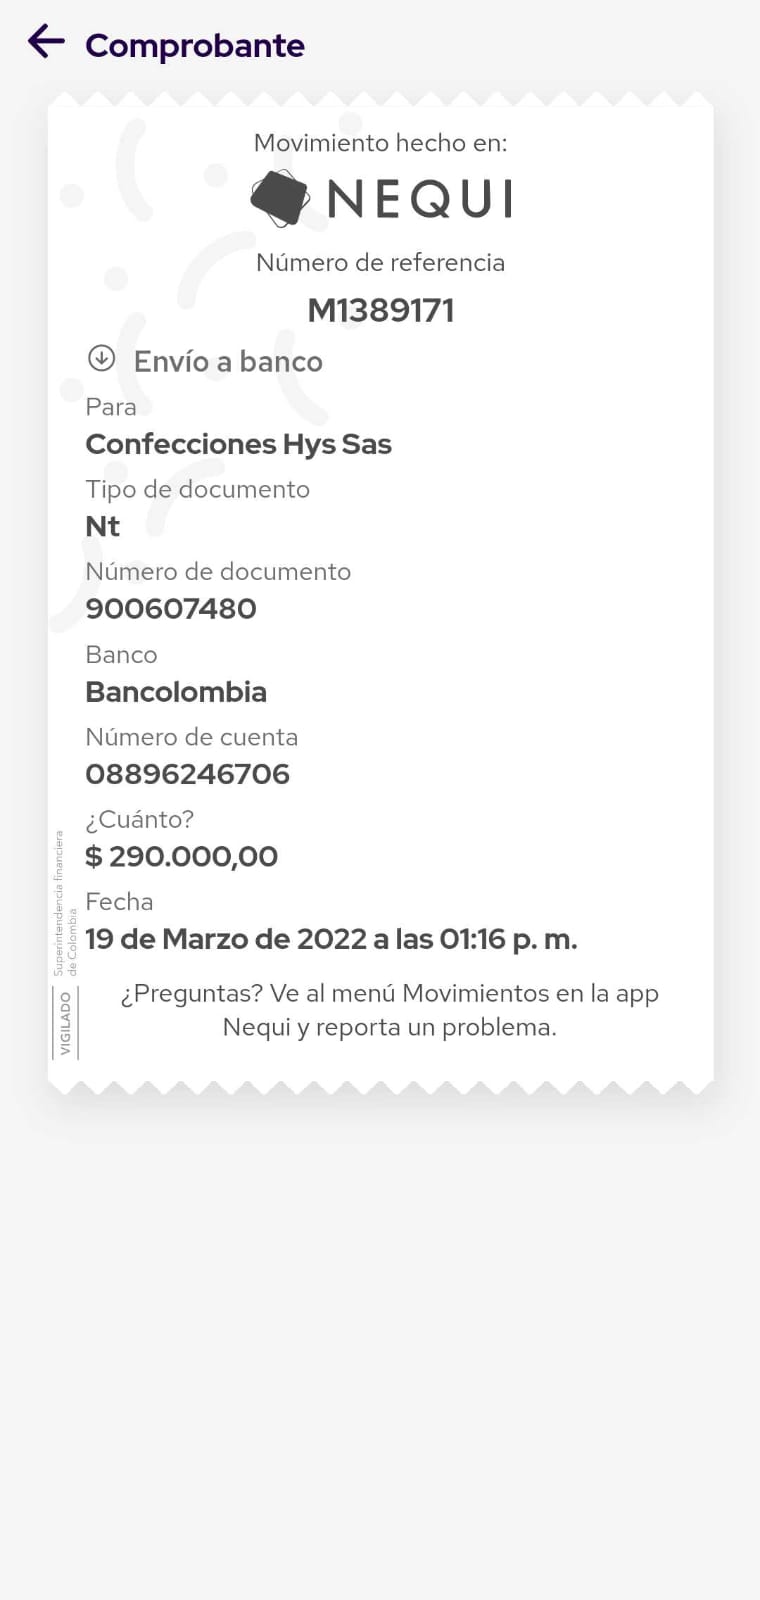 Comprobante
Movimiento hecho en:
NEQUI
Número de referencia
M1389171
Envío a banco
Para
Confecciones Hys Sas
Tipo de documento
Nt
Número de documento
900607480
Banco
Bancolombia
Número de cuenta
08896246706
¿Cuánto?
$ 290.000,00
Fecha
19 de Marzo de 2022 a las 01:16 p. m.
¿Preguntas? Ve al menú Movimientos en la app
Nequi y reporta un problema.
VIGILADO
Superintendencia financiera
de Colombia